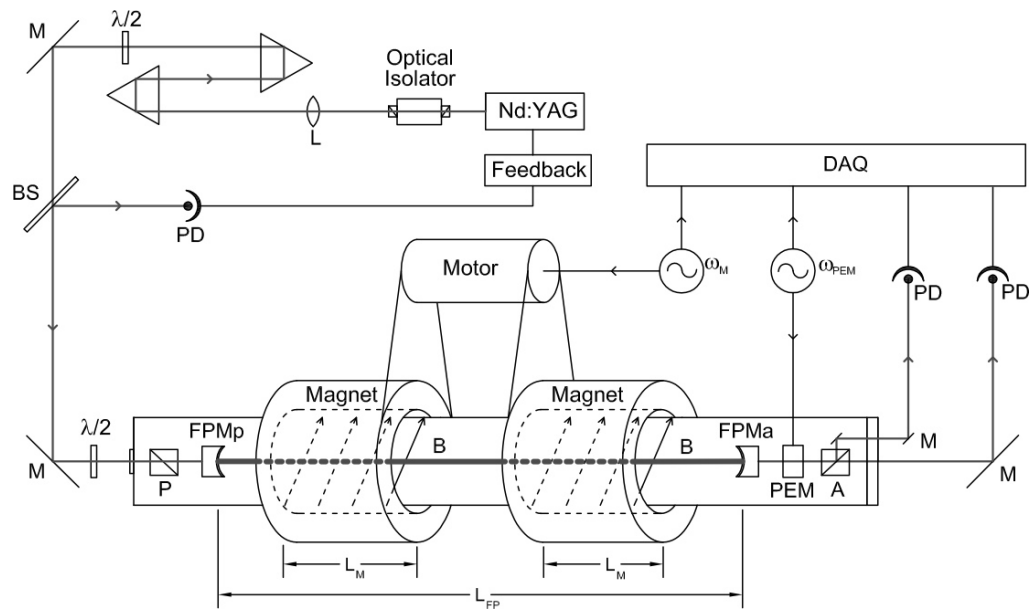 M
λ/2
Optical
Isolator
L
Nd:YAG
Feedback
DAQ
BS
PD
Motor
ω_M
ω_PEM
PD
PD
Magnet
Magnet
λ/2
FPMp
B
B
FPMa
M
M
P
PEM
A
M
L_M
L_M
L_FP